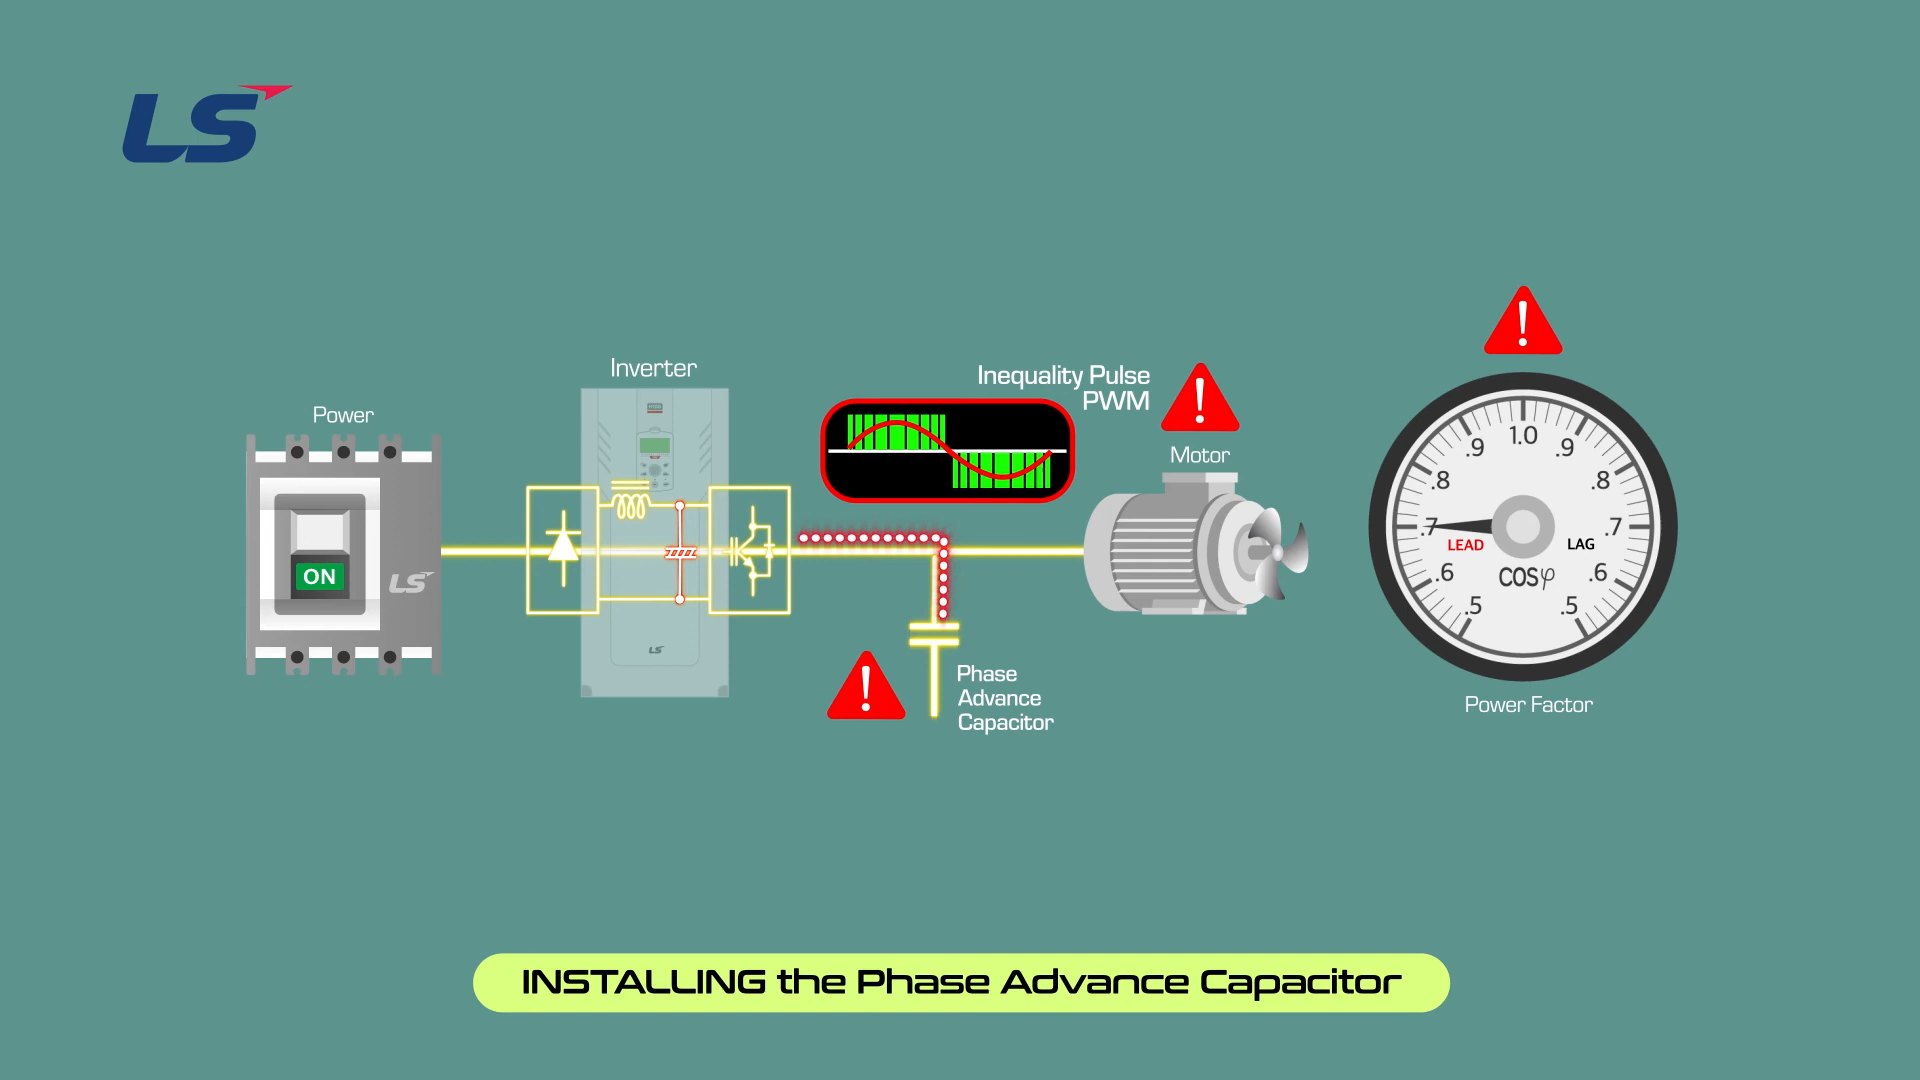 LS
Power
ON
LS
Inverter
LS
Inequality Pulse
PWM
Motor
Phase
Advance
Capacitor
1.0
.9
.9
.8
.8
.7
.7
LEAD
LAG
.6
.6
COSφ
.5
.5
Power Factor
INSTALLING the Phase Advance Capacitor